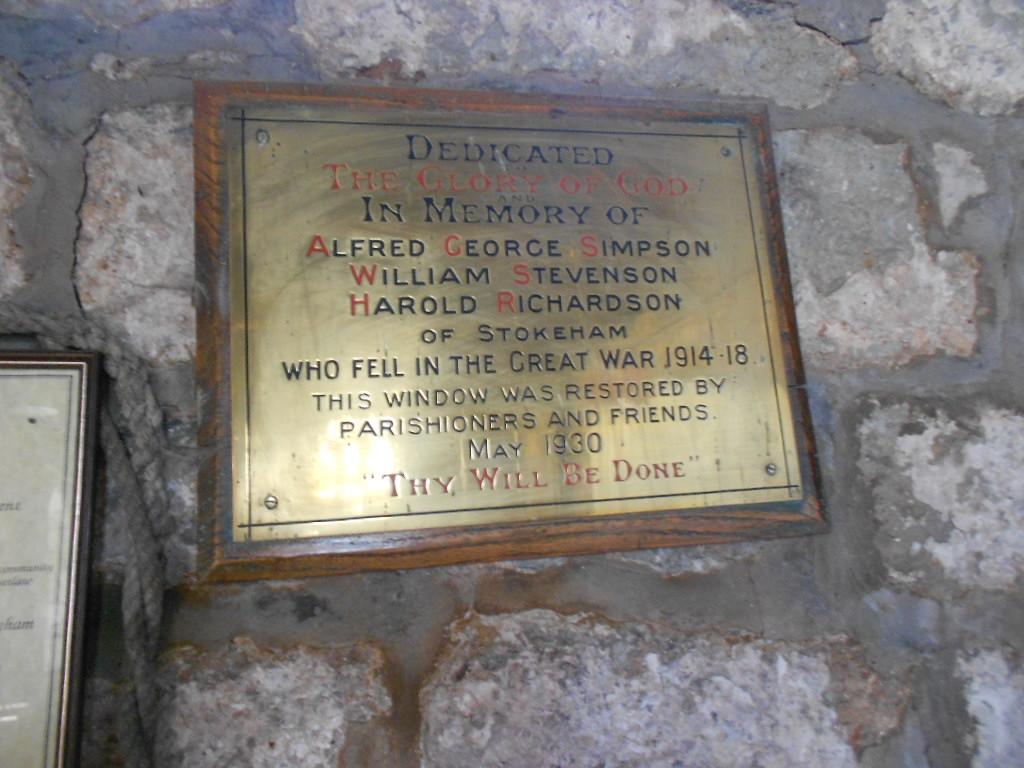 DEDICATED
THE GLORY OF GOD
AND
IN MEMORY OF
ALFRED GEORGE SIMPSON
WILLIAM STEVENSON
HAROLD RICHARDSON
OF STOKEHAM
WHO FELL IN THE GREAT WAR 1914-18.
THIS WINDOW WAS RESTORED BY
PARISHIONERS AND FRIENDS.
MAY 1930
"THY WILL BE DONE"